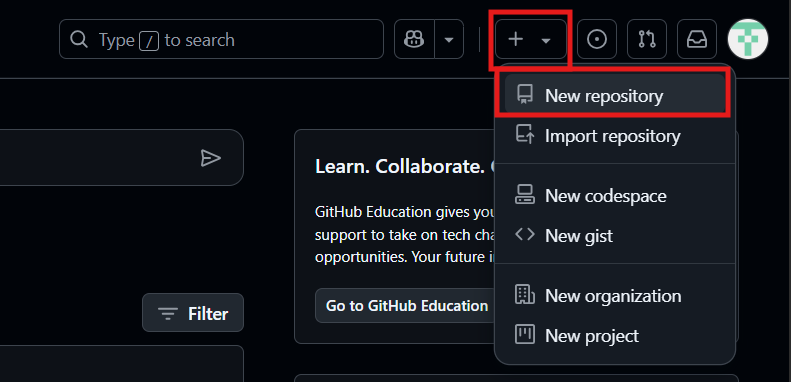 Type / to search
New repository
Import repository
New codespace
New gist
New organization
New project
Learn. Collaborate.
GitHub Education gives you
support to take on tech
opportunities. Your future
Go to GitHub Education
Filter